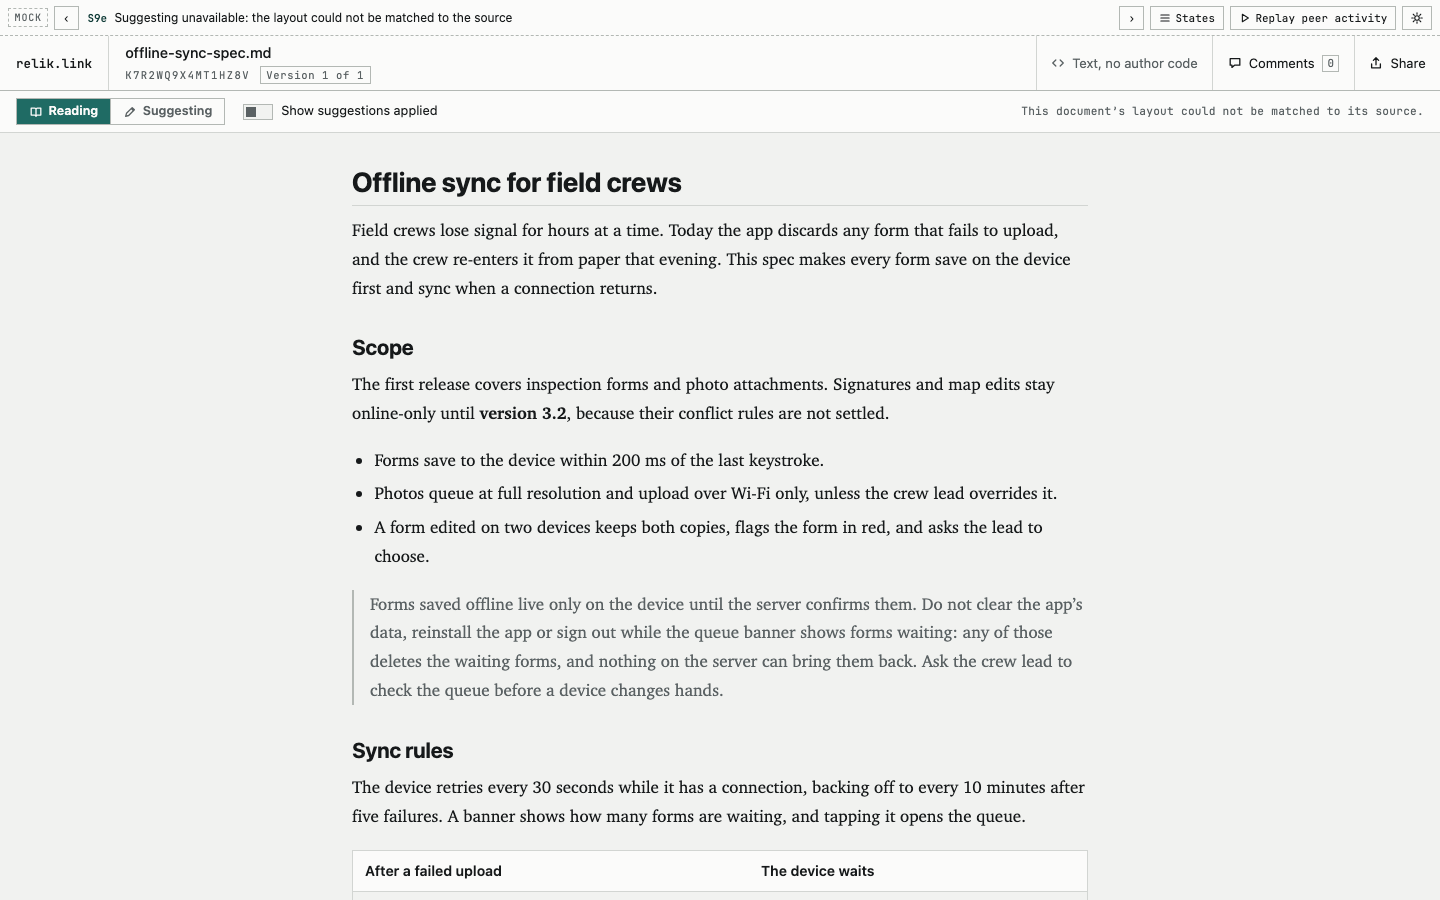 MOCK
‹
S9e Suggesting unavailable: the layout could not be matched to the source
›
States
Replay peer activity
relik.link
offline-sync-spec.md
K7R2WQ9X4MT1HZ8V Version 1 of 1
Text, no author code
Comments 0
Share
Reading
Suggesting
Show suggestions applied
This document’s layout could not be matched to its source.
Offline sync for field crews
Field crews lose signal for hours at a time. Today the app discards any form that fails to upload,
and the crew re-enters it from paper that evening. This spec makes every form save on the device
first and sync when a connection returns.
Scope
The first release covers inspection forms and photo attachments. Signatures and map edits stay
online-only until version 3.2, because their conflict rules are not settled.
• Forms save to the device within 200 ms of the last keystroke.
• Photos queue at full resolution and upload over Wi-Fi only, unless the crew lead overrides it.
• A form edited on two devices keeps both copies, flags the form in red, and asks the lead to
choose.
Forms saved offline live only on the device until the server confirms them. Do not clear the app’s
data, reinstall the app or sign out while the queue banner shows forms waiting: any of those
deletes the waiting forms, and nothing on the server can bring them back. Ask the crew lead to
check the queue before a device changes hands.
Sync rules
The device retries every 30 seconds while it has a connection, backing off to every 10 minutes after
five failures. A banner shows how many forms are waiting, and tapping it opens the queue.
After a failed upload
The device waits